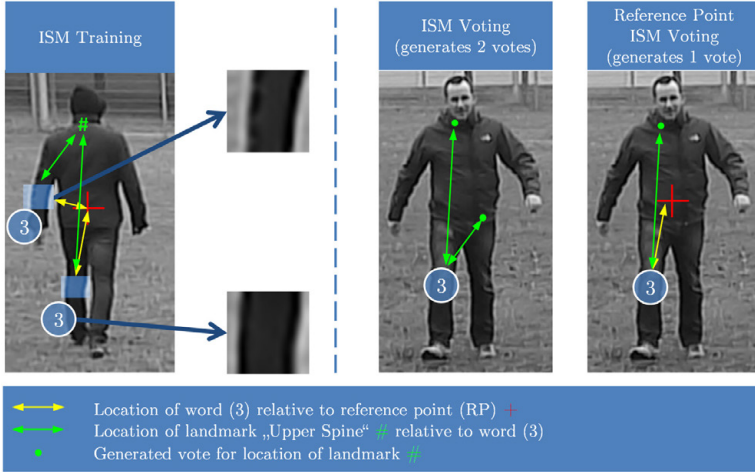 ISM Training
ISM Voting
(generates 2 votes)
Reference Point
ISM Voting
(generates 1 vote)
#
3
3
3
3
Location of word (3) relative to reference point (RP) +
Location of landmark „Upper Spine“ # relative to word (3)
Generated vote for location of landmark #